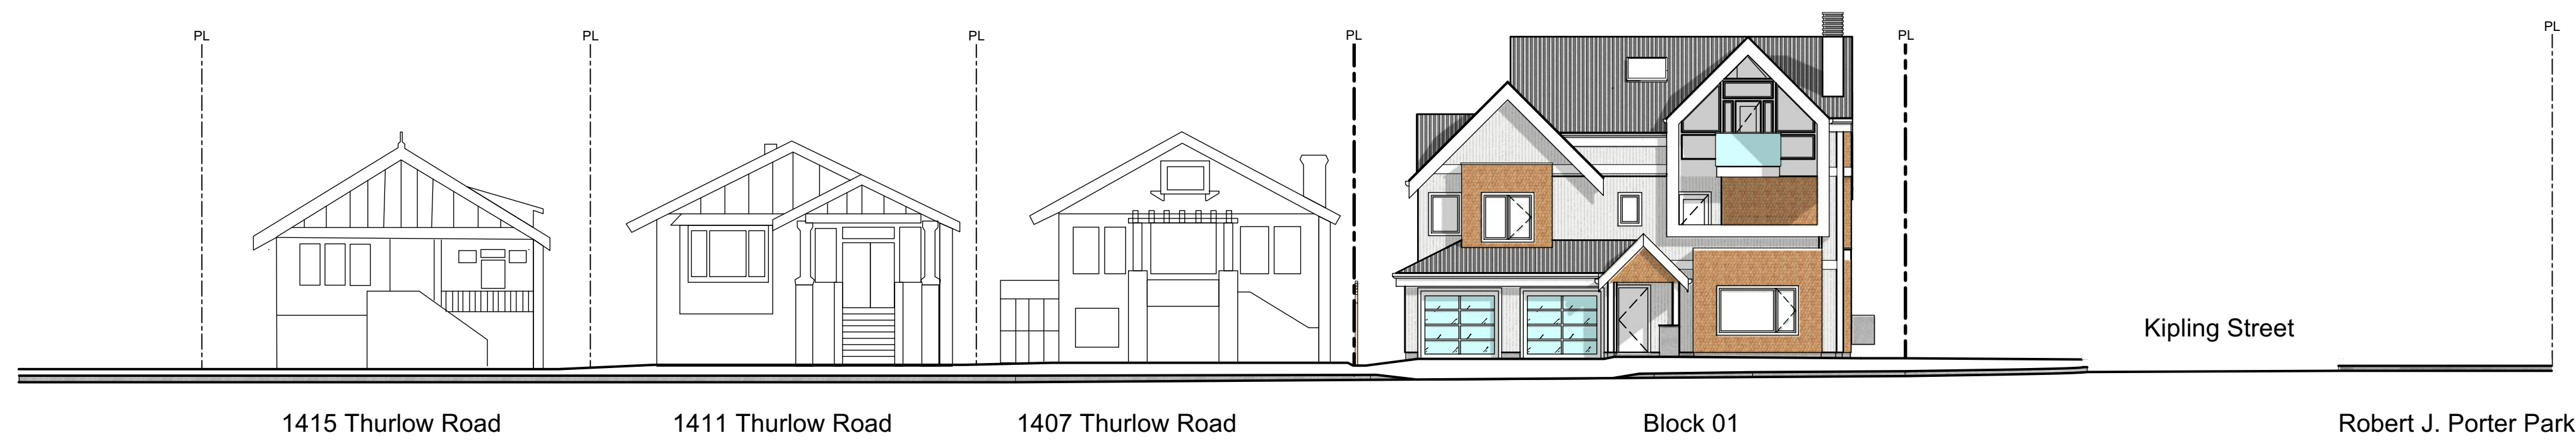 PL PL PL PL PL PL
Kipling Street
1415 Thurlow Road 1411 Thurlow Road 1407 Thurlow Road Block 01 Robert J. Porter Park